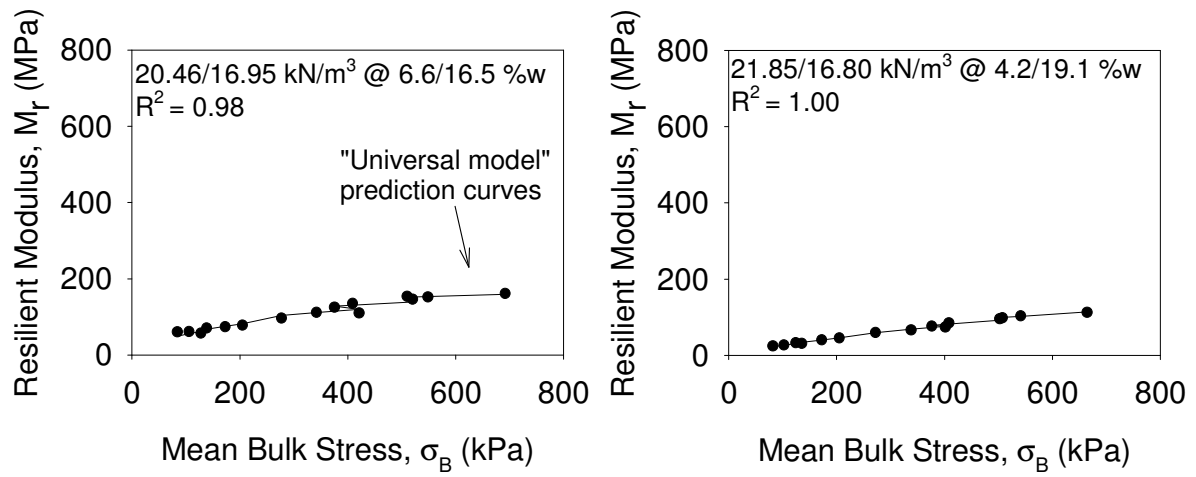 Resilient Modulus, Mr (MPa)
800
600
400
200
0
20.46/16.95 kN/m³ @ 6.6/16.5 %w
R² = 0.98
"Universal model"
prediction curves
0 200 400 600 800
Mean Bulk Stress, σB (kPa)
Resilient Modulus, Mr (MPa)
800
600
400
200
0
21.85/16.80 kN/m³ @ 4.2/19.1 %w
R² = 1.00
0 200 400 600 800
Mean Bulk Stress, σB (kPa)